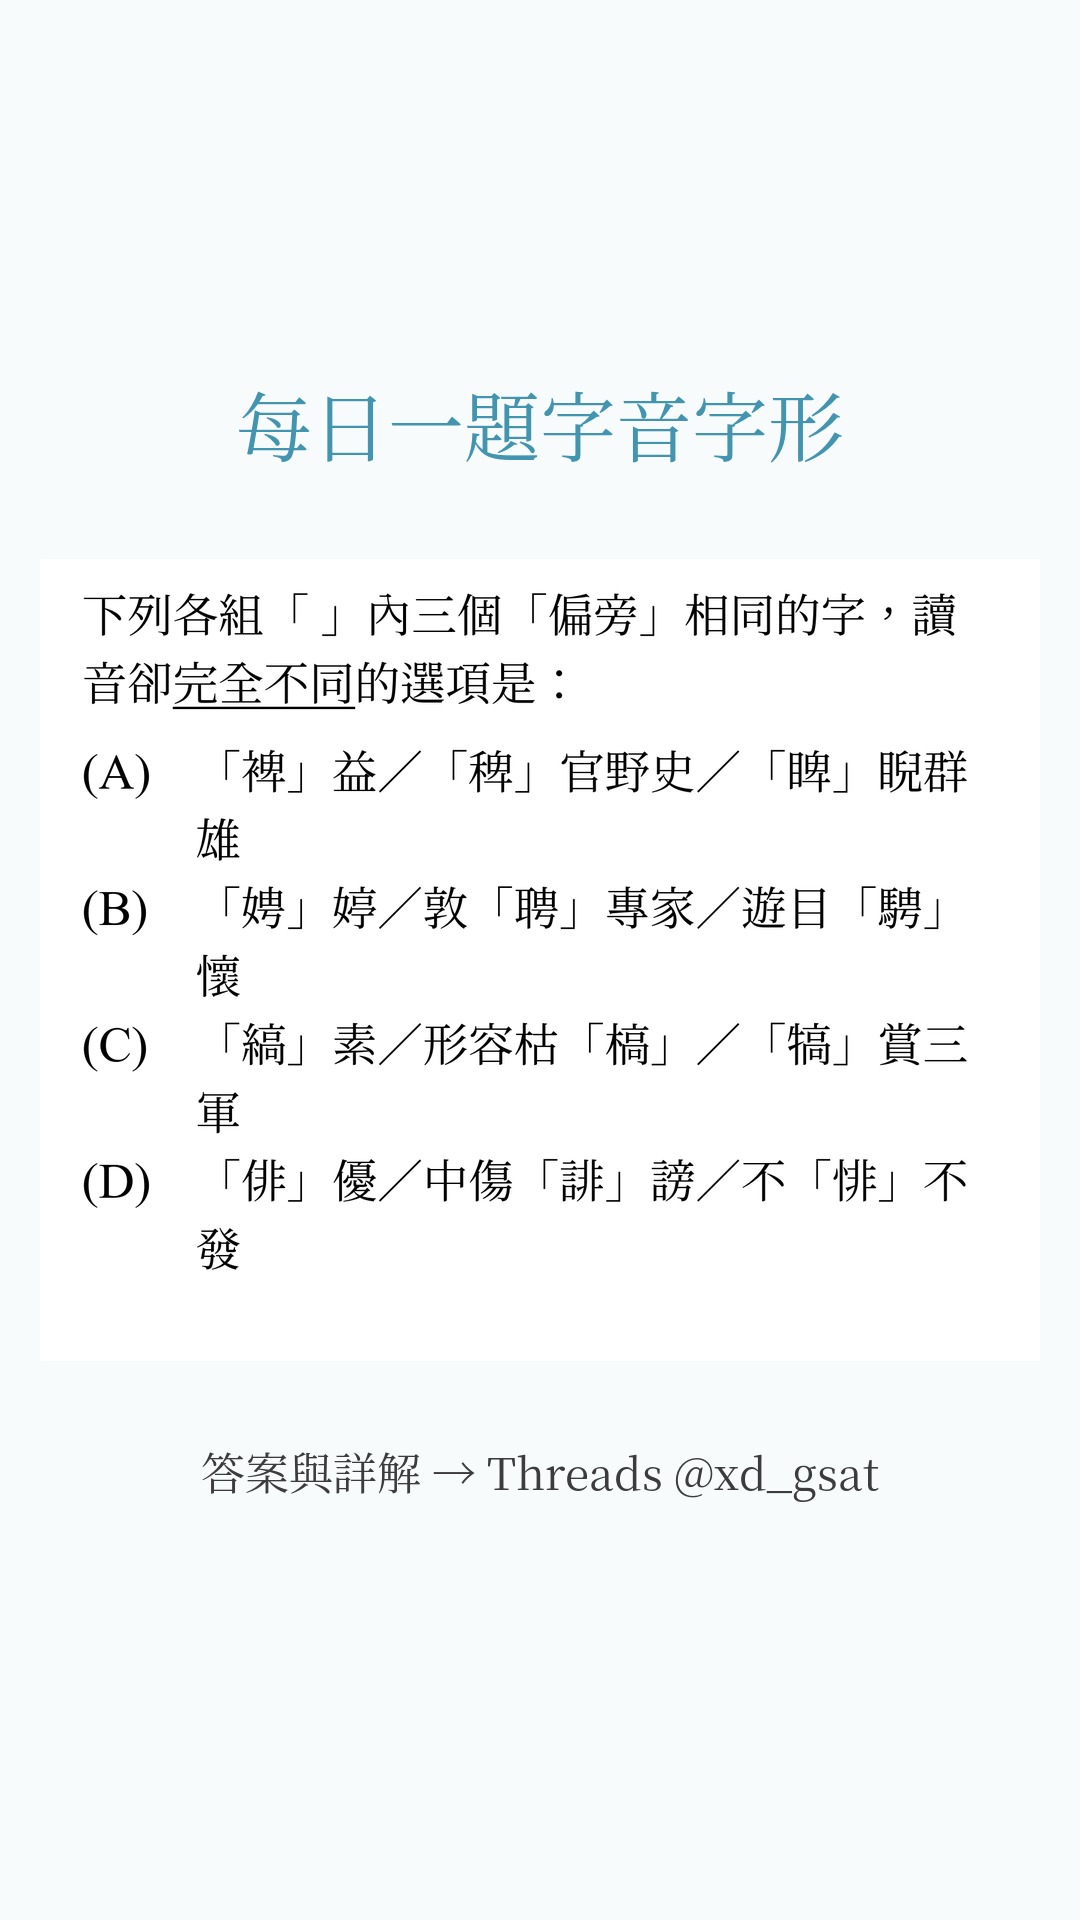 每日一題字音字形
下列各組「 」內三個「偏旁」相同的字，讀
音卻完全不同的選項是：
(A) 「裨」益／「稗」官野史／「睥」睨群
雄
(B) 「娉」婷／敦「聘」專家／遊目「騁」
懷
(C) 「縞」素／形容枯「槁」／「犒」賞三
軍
(D) 「俳」優／中傷「誹」謗／不「悱」不
發
答案與詳解 → Threads @xd_gsat